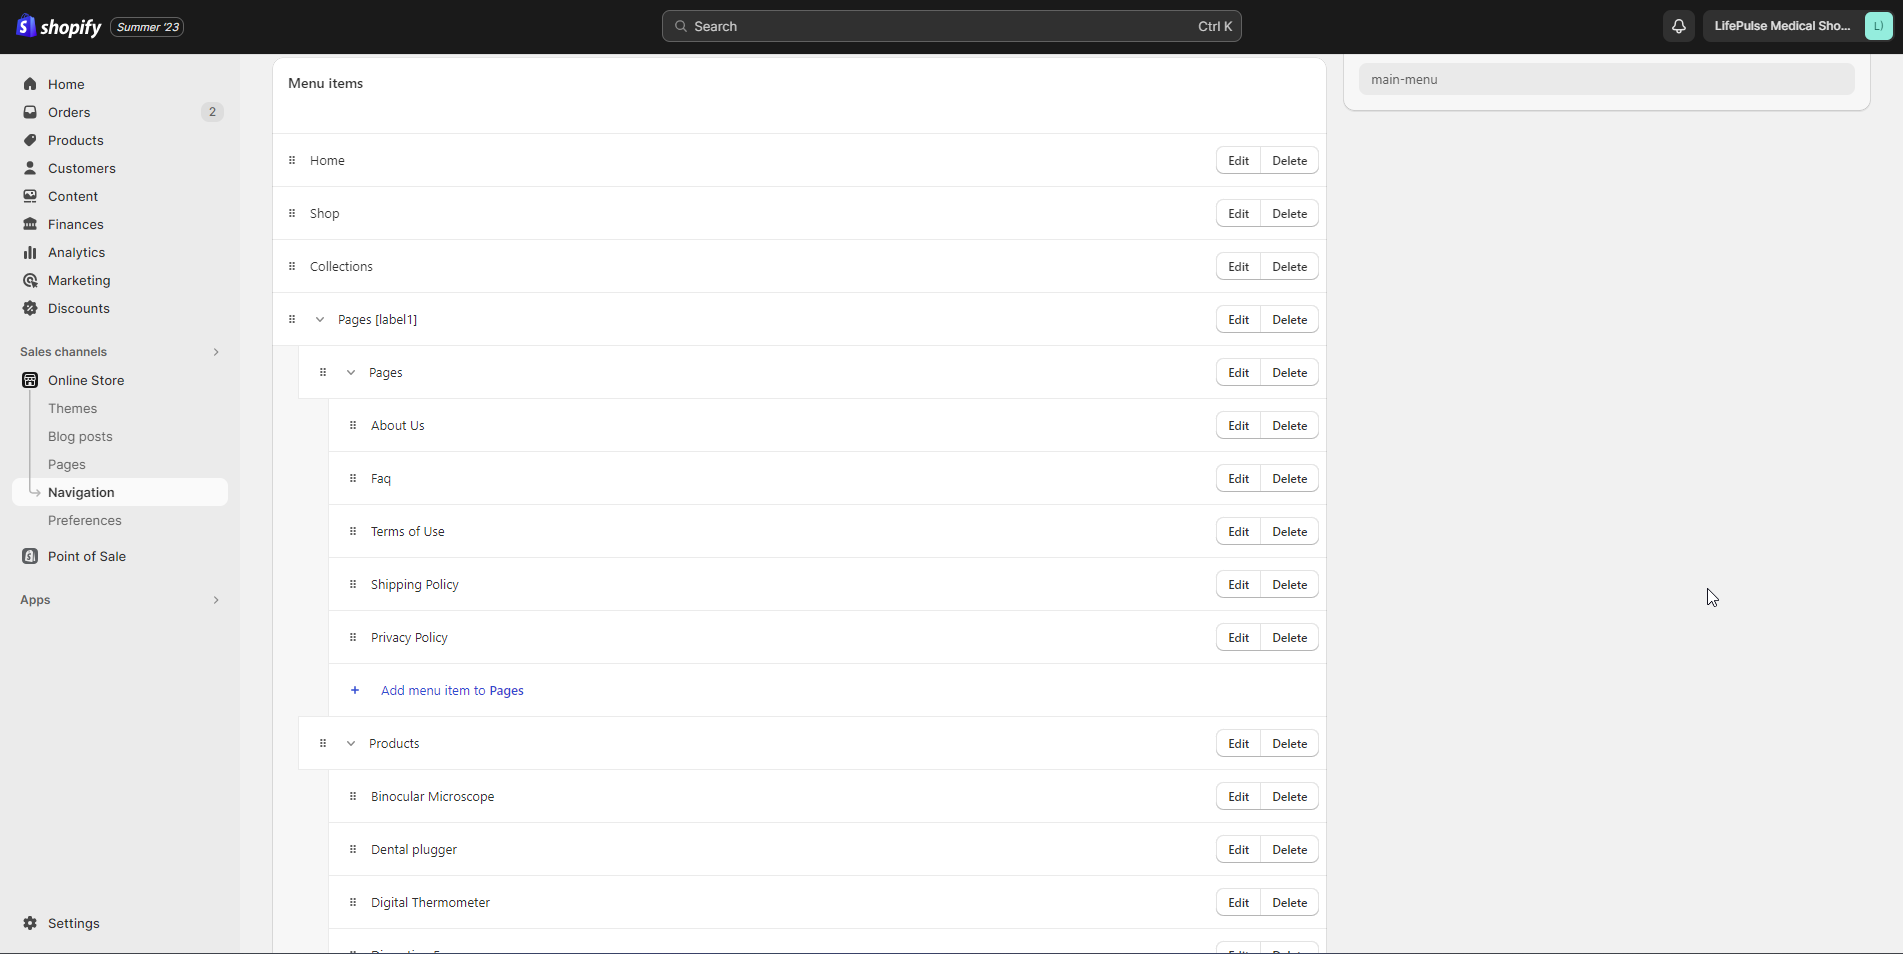 shopify Summer '23
Search Ctrl K
LifePulse Medical Sho... L)
Home
Orders 2
Products
Customers
Content
Finances
Analytics
Marketing
Discounts
Sales channels
Online Store
Themes
Blog posts
Pages
Navigation
Preferences
Point of Sale
Apps
Settings
Menu items
Home Edit Delete
Shop Edit Delete
Collections Edit Delete
Pages [label1] Edit Delete
Pages Edit Delete
About Us Edit Delete
Faq Edit Delete
Terms of Use Edit Delete
Shipping Policy Edit Delete
Privacy Policy Edit Delete
+ Add menu item to Pages
Products Edit Delete
Binocular Microscope Edit Delete
Dental plugger Edit Delete
Digital Thermometer Edit Delete
Edit Delete
main-menu